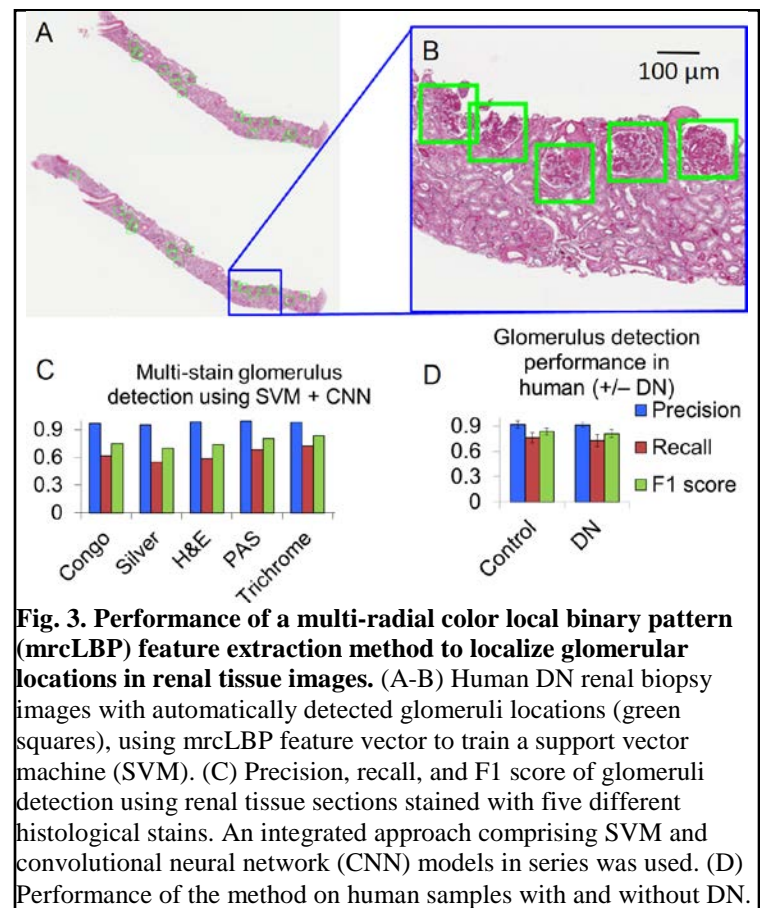 A
B
100 µm
C
Multi-stain glomerulus
detection using SVM + CNN
0.9
0.6
0.3
0
Congo
Silver
H&E
PAS
Trichrome
D
Glomerulus detection
performance in
human (+/– DN)
0.9
0.6
0.3
0
Control
DN
Precision
Recall
F1 score
Fig. 3. Performance of a multi-radial color local binary pattern
(mrcLBP) feature extraction method to localize glomerular
locations in renal tissue images. (A-B) Human DN renal biopsy
images with automatically detected glomeruli locations (green
squares), using mrcLBP feature vector to train a support vector
machine (SVM). (C) Precision, recall, and F1 score of glomeruli
detection using renal tissue sections stained with five different
histological stains. An integrated approach comprising SVM and
convolutional neural network (CNN) models in series was used. (D)
Performance of the method on human samples with and without DN.